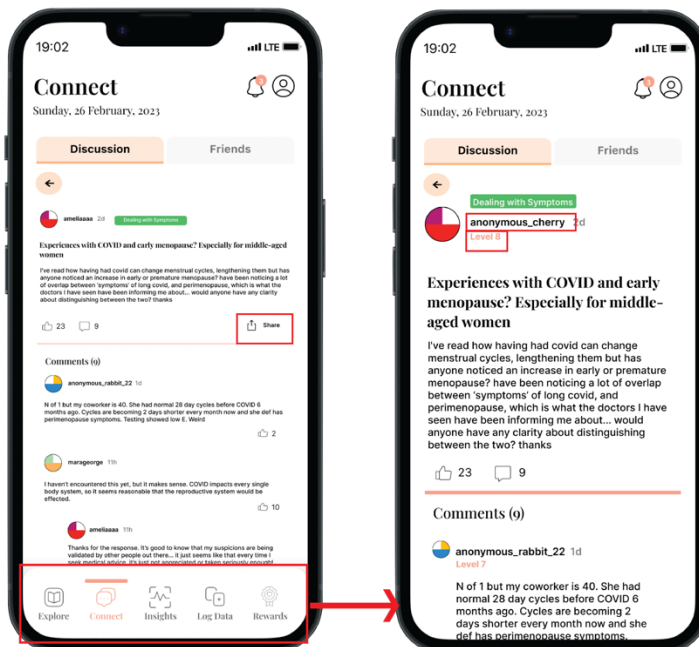 19:02
LTE
Connect
3
Sunday, 26 February, 2023
Discussion
Friends
ameliaaaa 2d
Dealing with Symptoms
Experiences with COVID and early menopause? Especially for middle-aged
women
I've read how having had covid can change menstrual cycles, lengthening them but has
anyone noticed an increase in early or premature menopause? have been noticing a lot
of overlap between 'symptoms' of long covid, and perimenopause, which is what the
doctors I have seen have been informing me about... would anyone have any clarity
about distinguishing between the two? thanks
23
9
Share
Comments (9)
anonymous_rabbit_22 1d
N of 1 but my coworker is 40. She had normal 28 day cycles before COVID 6
months ago. Cycles are becoming 2 days shorter every month now and she def has
perimenopause symptoms. Testing showed low E. Weird
2
marageorge 11h
I haven't encountered this yet, but it makes sense. COVID impacts every single
body system, so it seems reasonable that the reproductive system would be
effected.
10
ameliaaaa 11h
Thanks for the response. It's good to know that my suspicions are being
validated by other people out there... it just seems like that every time I
seek medical advice, it's just not appreciated or taken seriously enough!
Explore
Connect
Insights
Log Data
Rewards
19:02
LTE
Connect
3
Sunday, 26 February, 2023
Discussion
Friends
Dealing with Symptoms
anonymous_cherry 2d
Level 8
Experiences with COVID and early
menopause? Especially for middle-
aged women
I've read how having had covid can change
menstrual cycles, lengthening them but has
anyone noticed an increase in early or premature
menopause? have been noticing a lot of overlap
between 'symptoms' of long covid, and
perimenopause, which is what the doctors I have
seen have been informing me about... would
anyone have any clarity about distinguishing
between the two? thanks
23
9
Comments (9)
anonymous_rabbit_22 1d
Level 7
N of 1 but my coworker is 40. She had
normal 28 day cycles before COVID 6
months ago. Cycles are becoming 2
days shorter every month now and she
def has perimenopause symptoms.